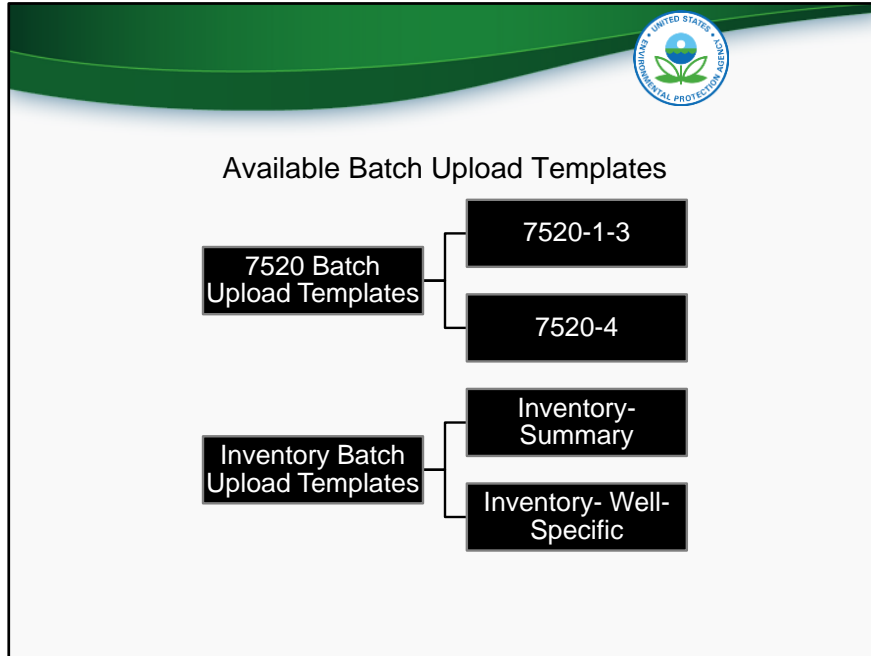 UNITED STATES
ENVIRONMENTAL PROTECTION AGENCY
Available Batch Upload Templates
7520 Batch
Upload Templates
7520-1-3
7520-4
Inventory Batch
Upload Templates
Inventory-
Summary
Inventory- Well-
Specific